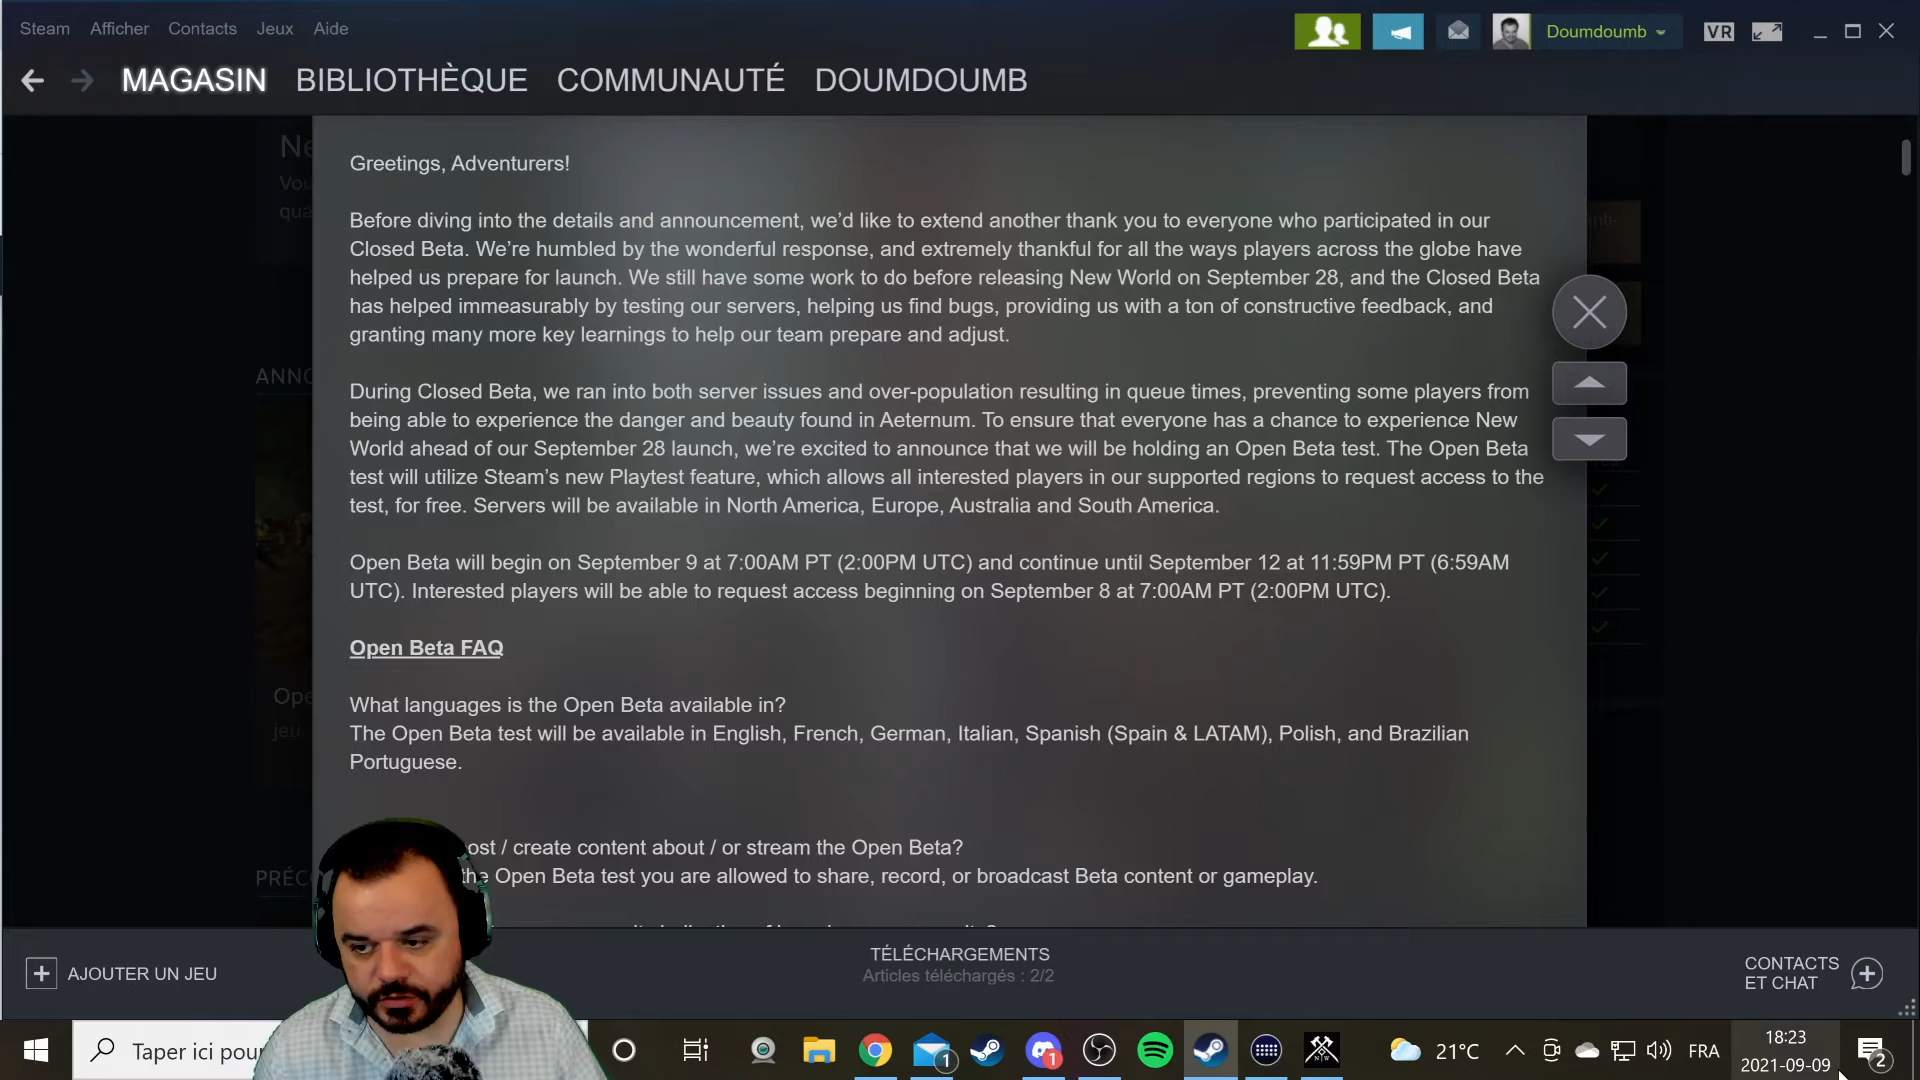 Steam Afficher Contacts Jeux Aide
Doumdoumb
VR
MAGASIN BIBLIOTHÈQUE COMMUNAUTÉ DOUMDOUMB
Greetings, Adventurers!
Before diving into the details and announcement, we'd like to extend another thank you to everyone who participated in our
Closed Beta. We're humbled by the wonderful response, and extremely thankful for all the ways players across the globe have
helped us prepare for launch. We still have some work to do before releasing New World on September 28, and the Closed Beta
has helped immeasurably by testing our servers, helping us find bugs, providing us with a ton of constructive feedback, and
granting many more key learnings to help our team prepare and adjust.
During Closed Beta, we ran into both server issues and over-population resulting in queue times, preventing some players from
being able to experience the danger and beauty found in Aeternum. To ensure that everyone has a chance to experience New
World ahead of our September 28 launch, we're excited to announce that we will be holding an Open Beta test. The Open Beta
test will utilize Steam's new Playtest feature, which allows all interested players in our supported regions to request access to the
test, for free. Servers will be available in North America, Europe, Australia and South America.
Open Beta will begin on September 9 at 7:00AM PT (2:00PM UTC) and continue until September 12 at 11:59PM PT (6:59AM
UTC). Interested players will be able to request access beginning on September 8 at 7:00AM PT (2:00PM UTC).
Open Beta FAQ
What languages is the Open Beta available in?
The Open Beta test will be available in English, French, German, Italian, Spanish (Spain & LATAM), Polish, and Brazilian
Portuguese.
ost / create content about / or stream the Open Beta?
the Open Beta test you are allowed to share, record, or broadcast Beta content or gameplay.
Ne
Vou
qua
ANNO
Ope
jeu
PRÉC
AJOUTER UN JEU
TÉLÉCHARGEMENTS
Articles téléchargés : 2/2
CONTACTS
ET CHAT
Taper ici pou
1
1
21°C
FRA
18:23
2021-09-09
2